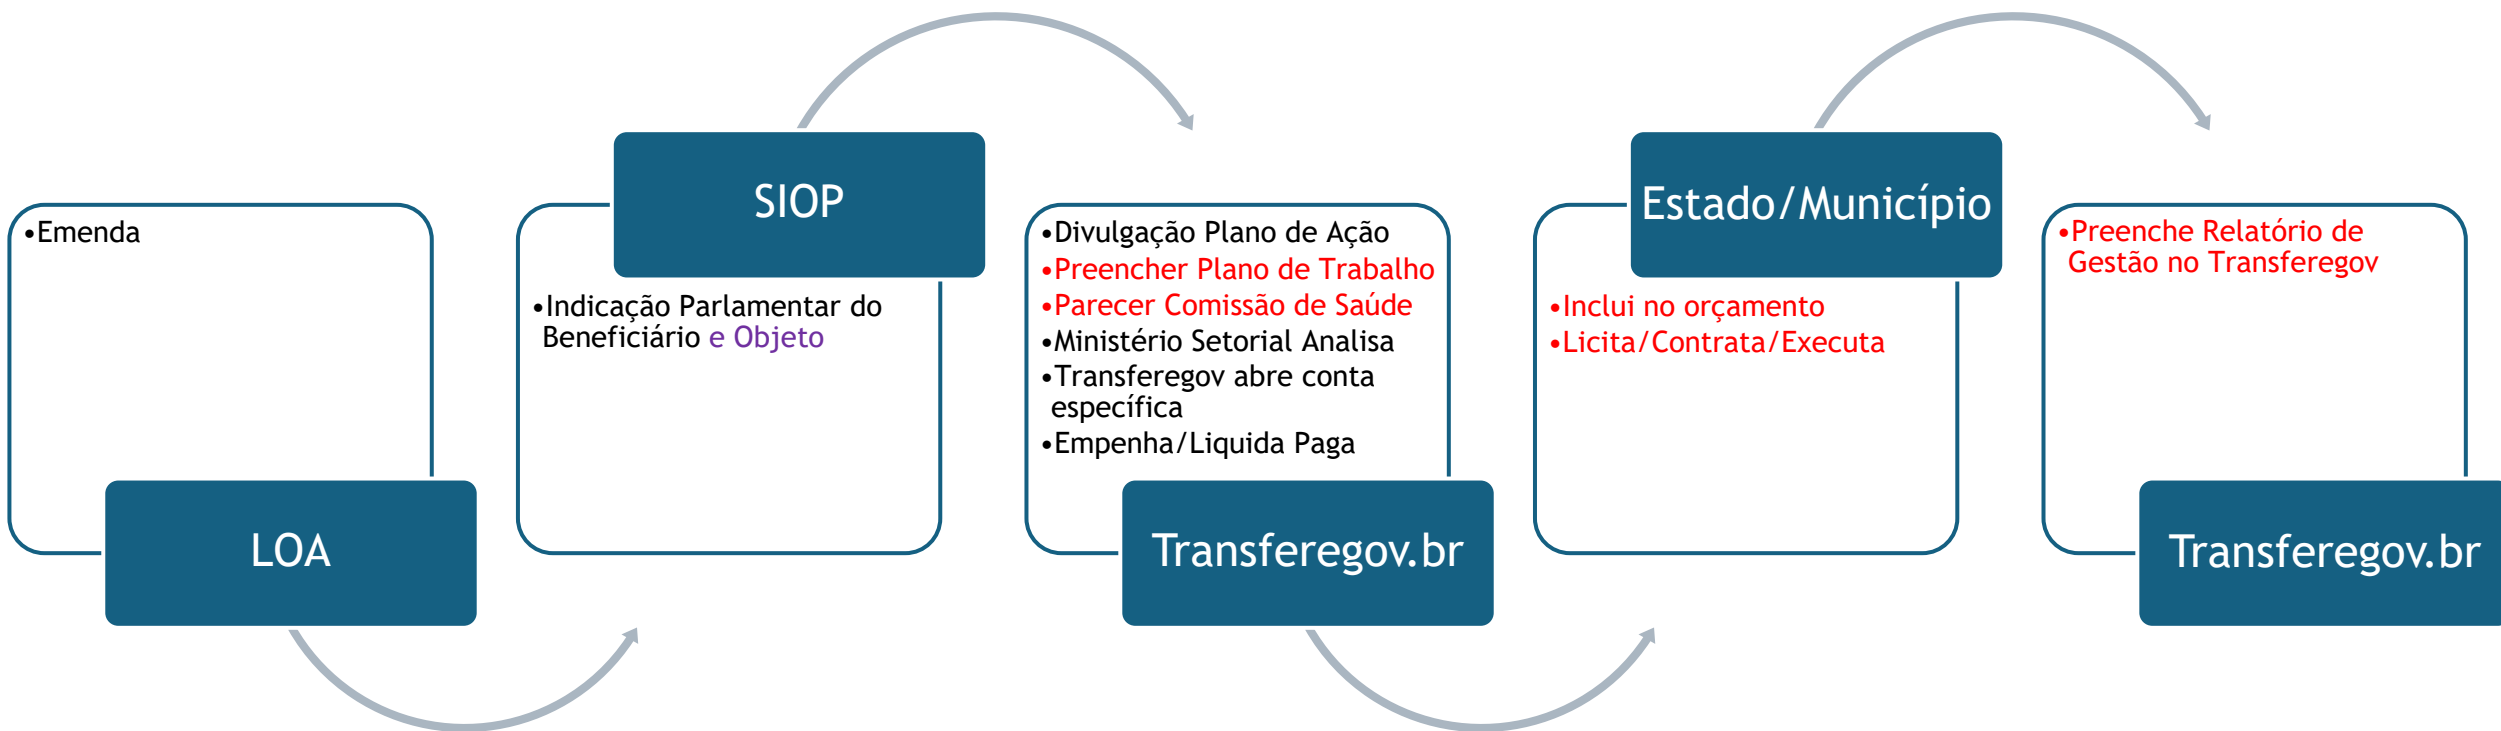 •Emenda
LOA
SIOP
•Indicação Parlamentar do
Beneficiário e Objeto
•Divulgação Plano de Ação
•Preencher Plano de Trabalho
•Parecer Comissão de Saúde
•Ministério Setorial Analisa
•Transferegov abre conta
específica
•Empenha/Liquida Paga
Transferegov.br
Estado/Município
•Inclui no orçamento
•Licita/Contrata/Executa
•Preenche Relatório de
Gestão no Transferegov
Transferegov.br